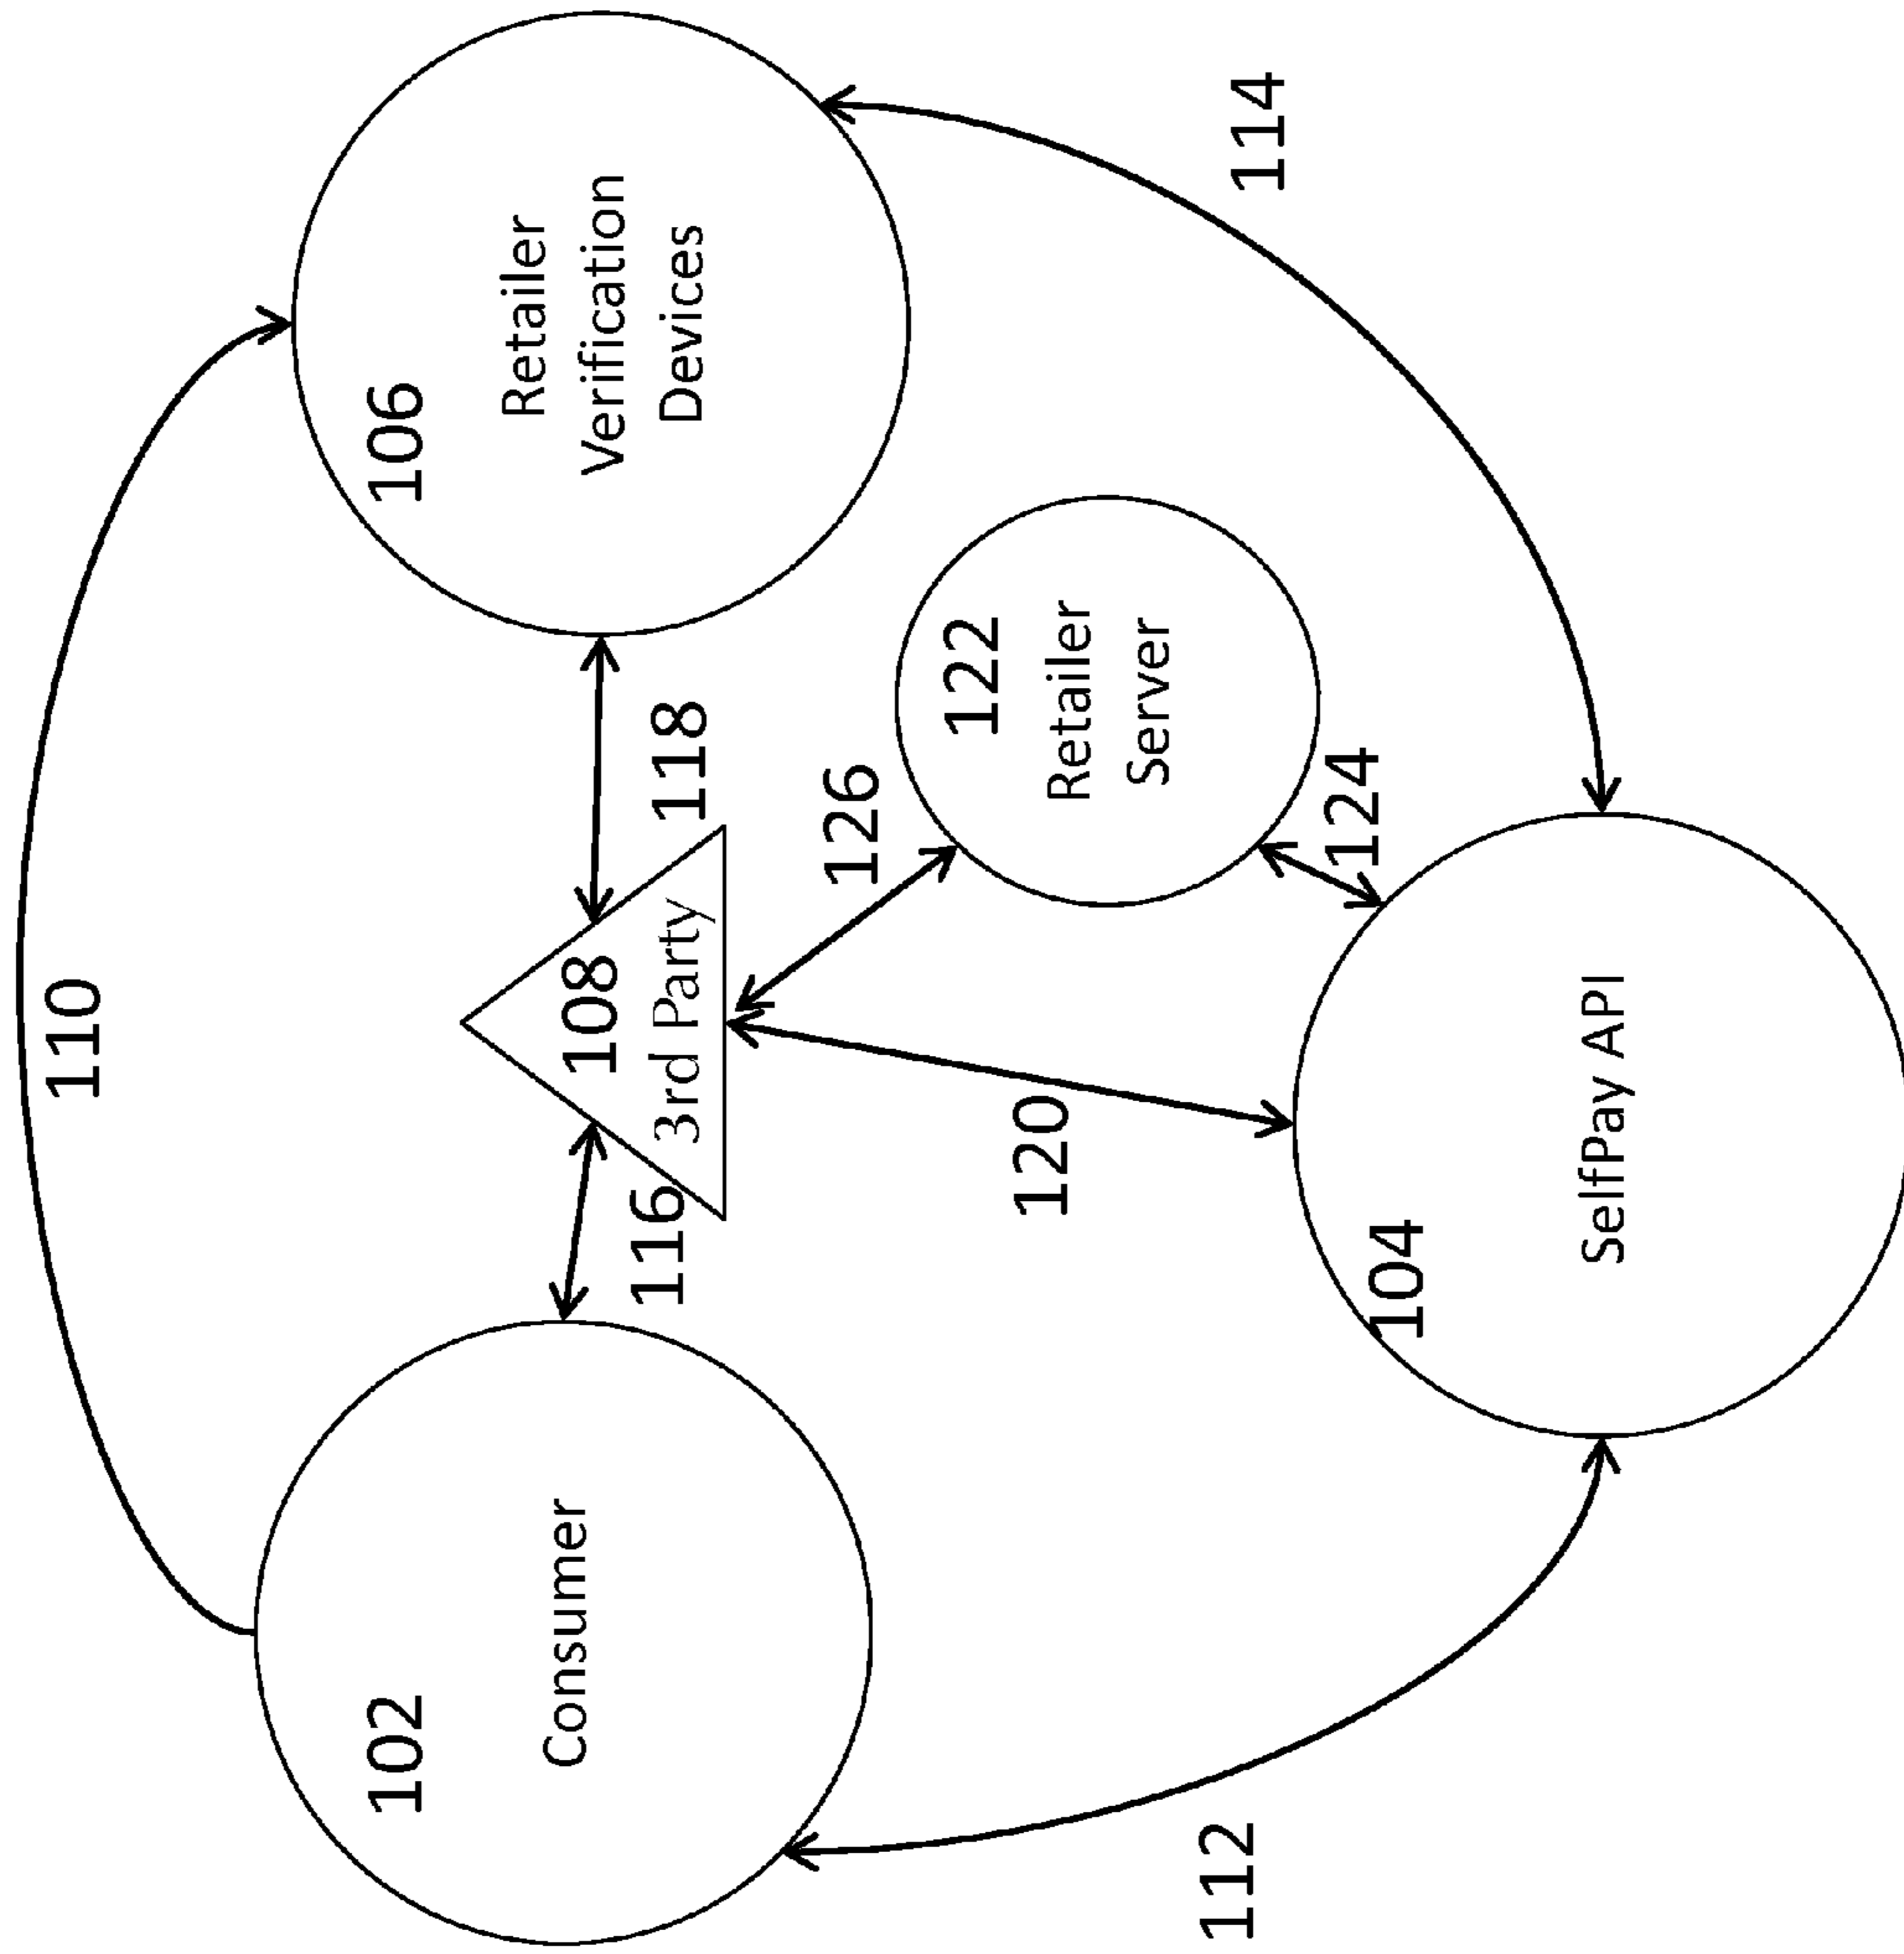 110
102
Consumer
106
Retailer
Verification
Devices
108
3rd Party
116
118
126
122
Retailer
Server
120
124
104
SelfPay API
112
114